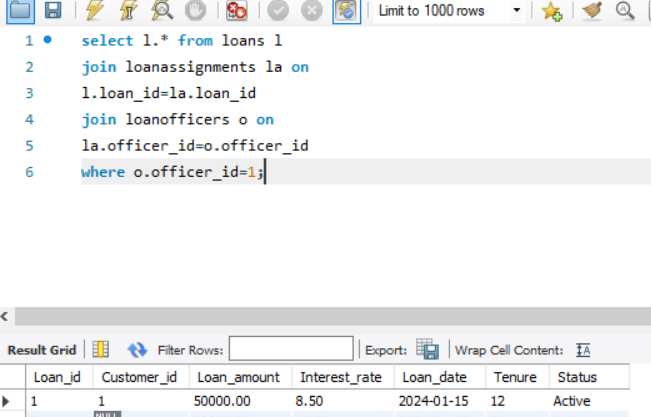 Limit to 1000 rows
1 select l.* from loans l
2 join loanassignments la on
3 l.loan_id=la.loan_id
4 join loanofficers o on
5 la.officer_id=o.officer_id
6 where o.officer_id=1;
Result Grid Filter Rows: Export: Wrap Cell Content: IA
Loan_id Customer_id Loan_amount Interest_rate Loan_date Tenure Status
1 1 50000.00 8.50 2024-01-15 12 Active
NULL